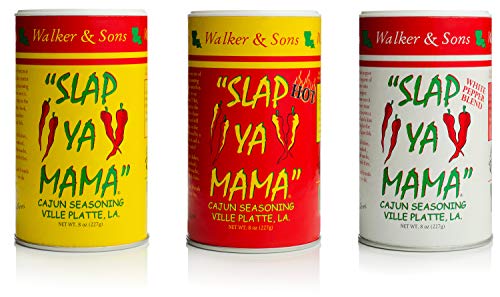 Walker & Sons
"SLAP
YA
MAMA"
CAJUN SEASONING
VILLE PLATTE, LA.
NET WT. 8 oz (227g)
Walker & Sons
"SLAP
HOT
YA
MAMA"
CAJUN SEASONING
VILLE PLATTE, LA.
NET WT. 8 oz (227g)
Walker & Sons
"SLAP
WHITE
PEPPER
BLEND
YA
MAMA"
CAJUN SEASONING
VILLE PLATTE, LA.
NET WT. 8 oz (227g)